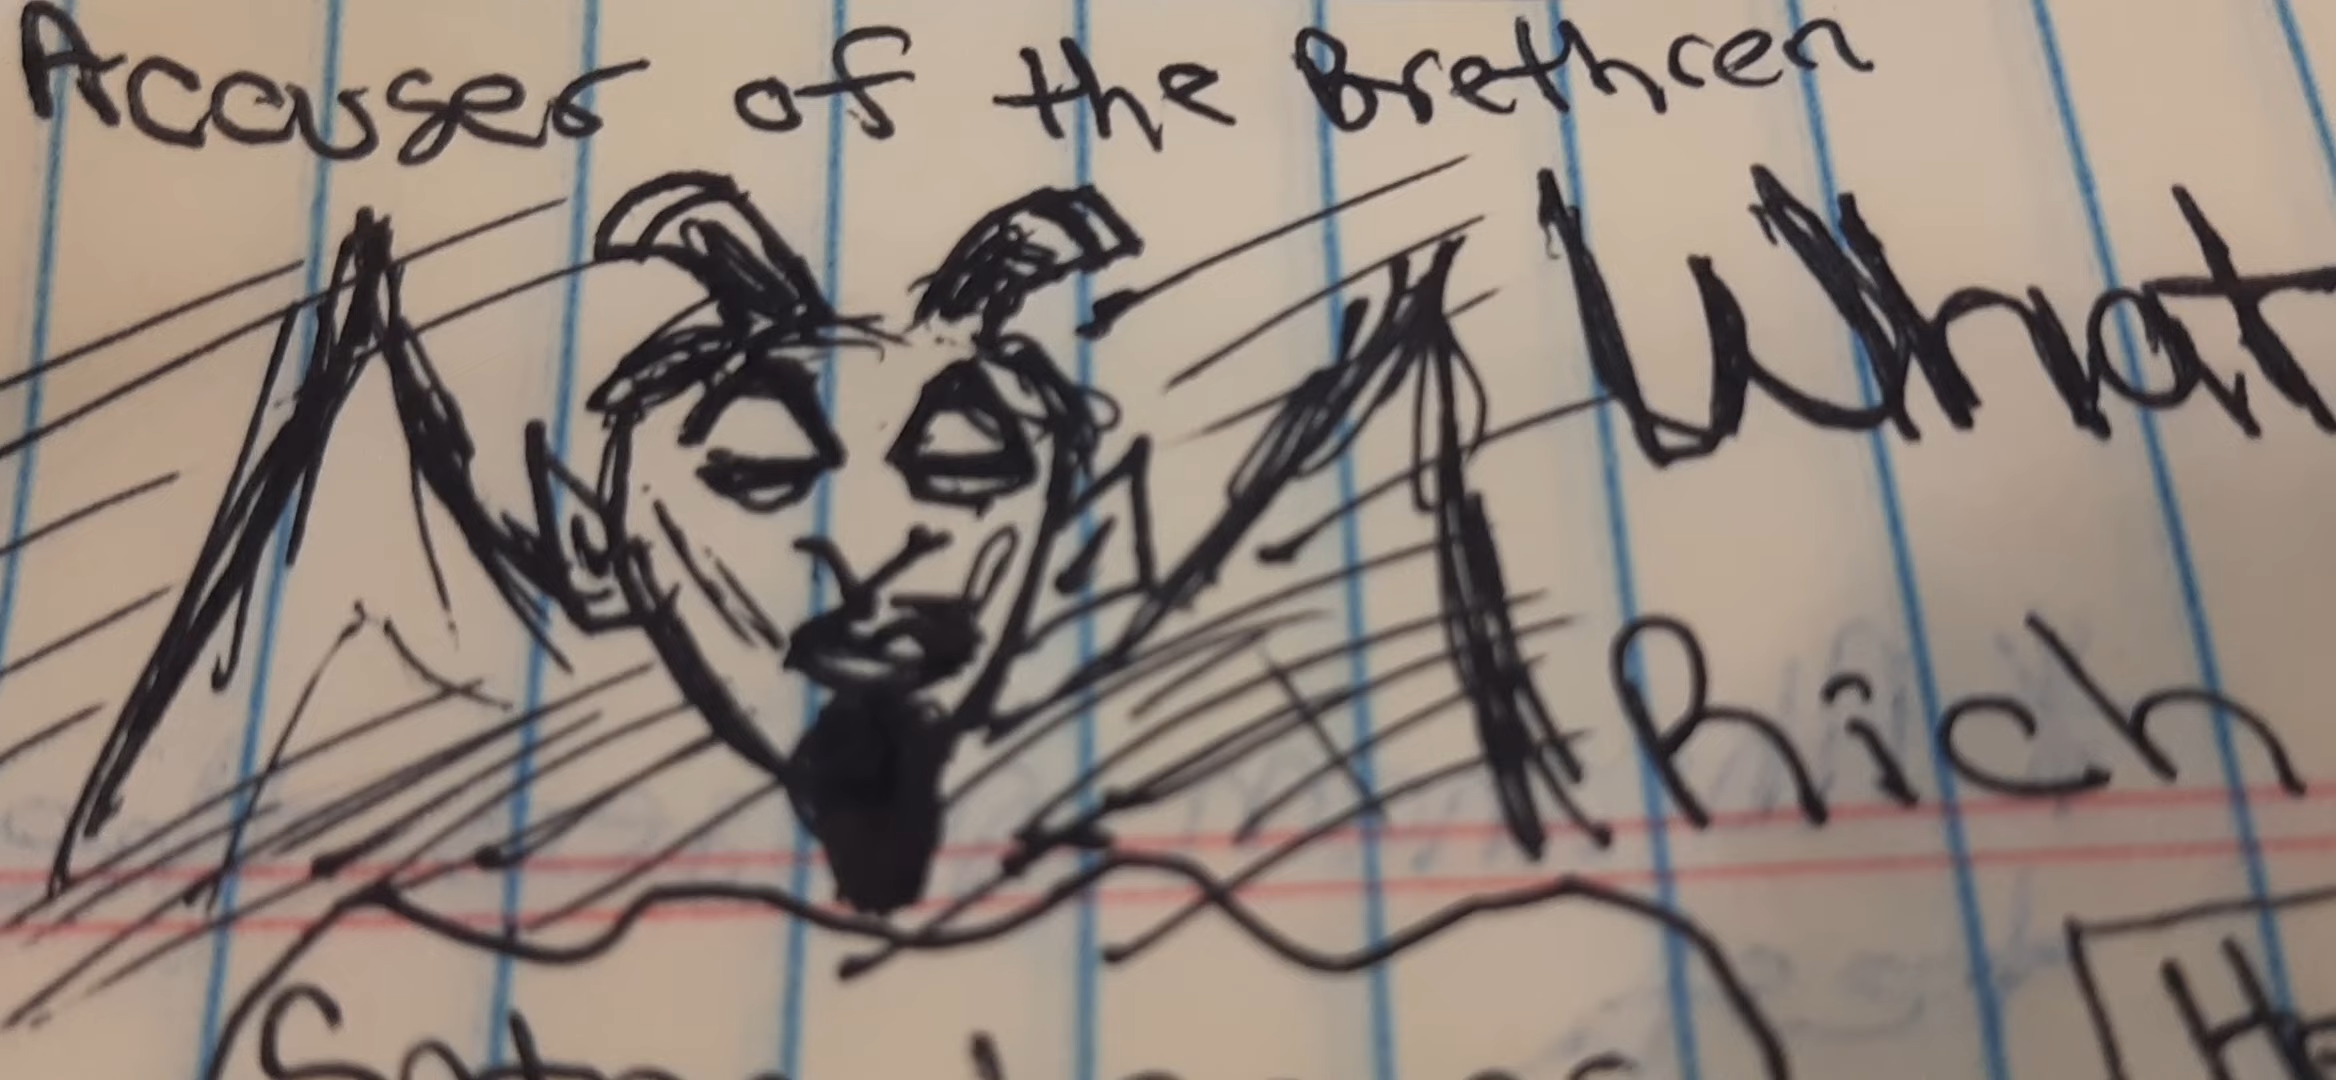 Accuser of the Brethren
What
Rich